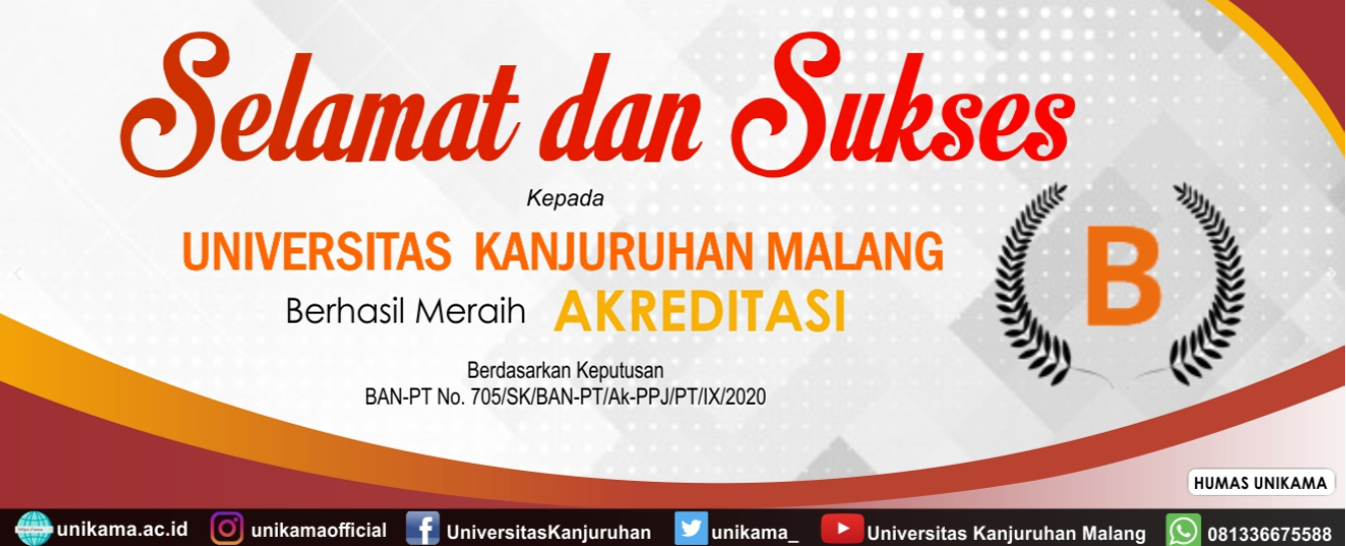 Selamat dan Sukses
Kepada
UNIVERSITAS KANJURUHAN MALANG
Berhasil Meraih AKREDITASI
B
Berdasarkan Keputusan
BAN-PT No. 705/SK/BAN-PT/Ak-PPJ/PT/IX/2020
HUMAS UNIKAMA
unikama.ac.id unikamaofficial UniversitasKanjuruhan unikama_ Universitas Kanjuruhan Malang 081336675588